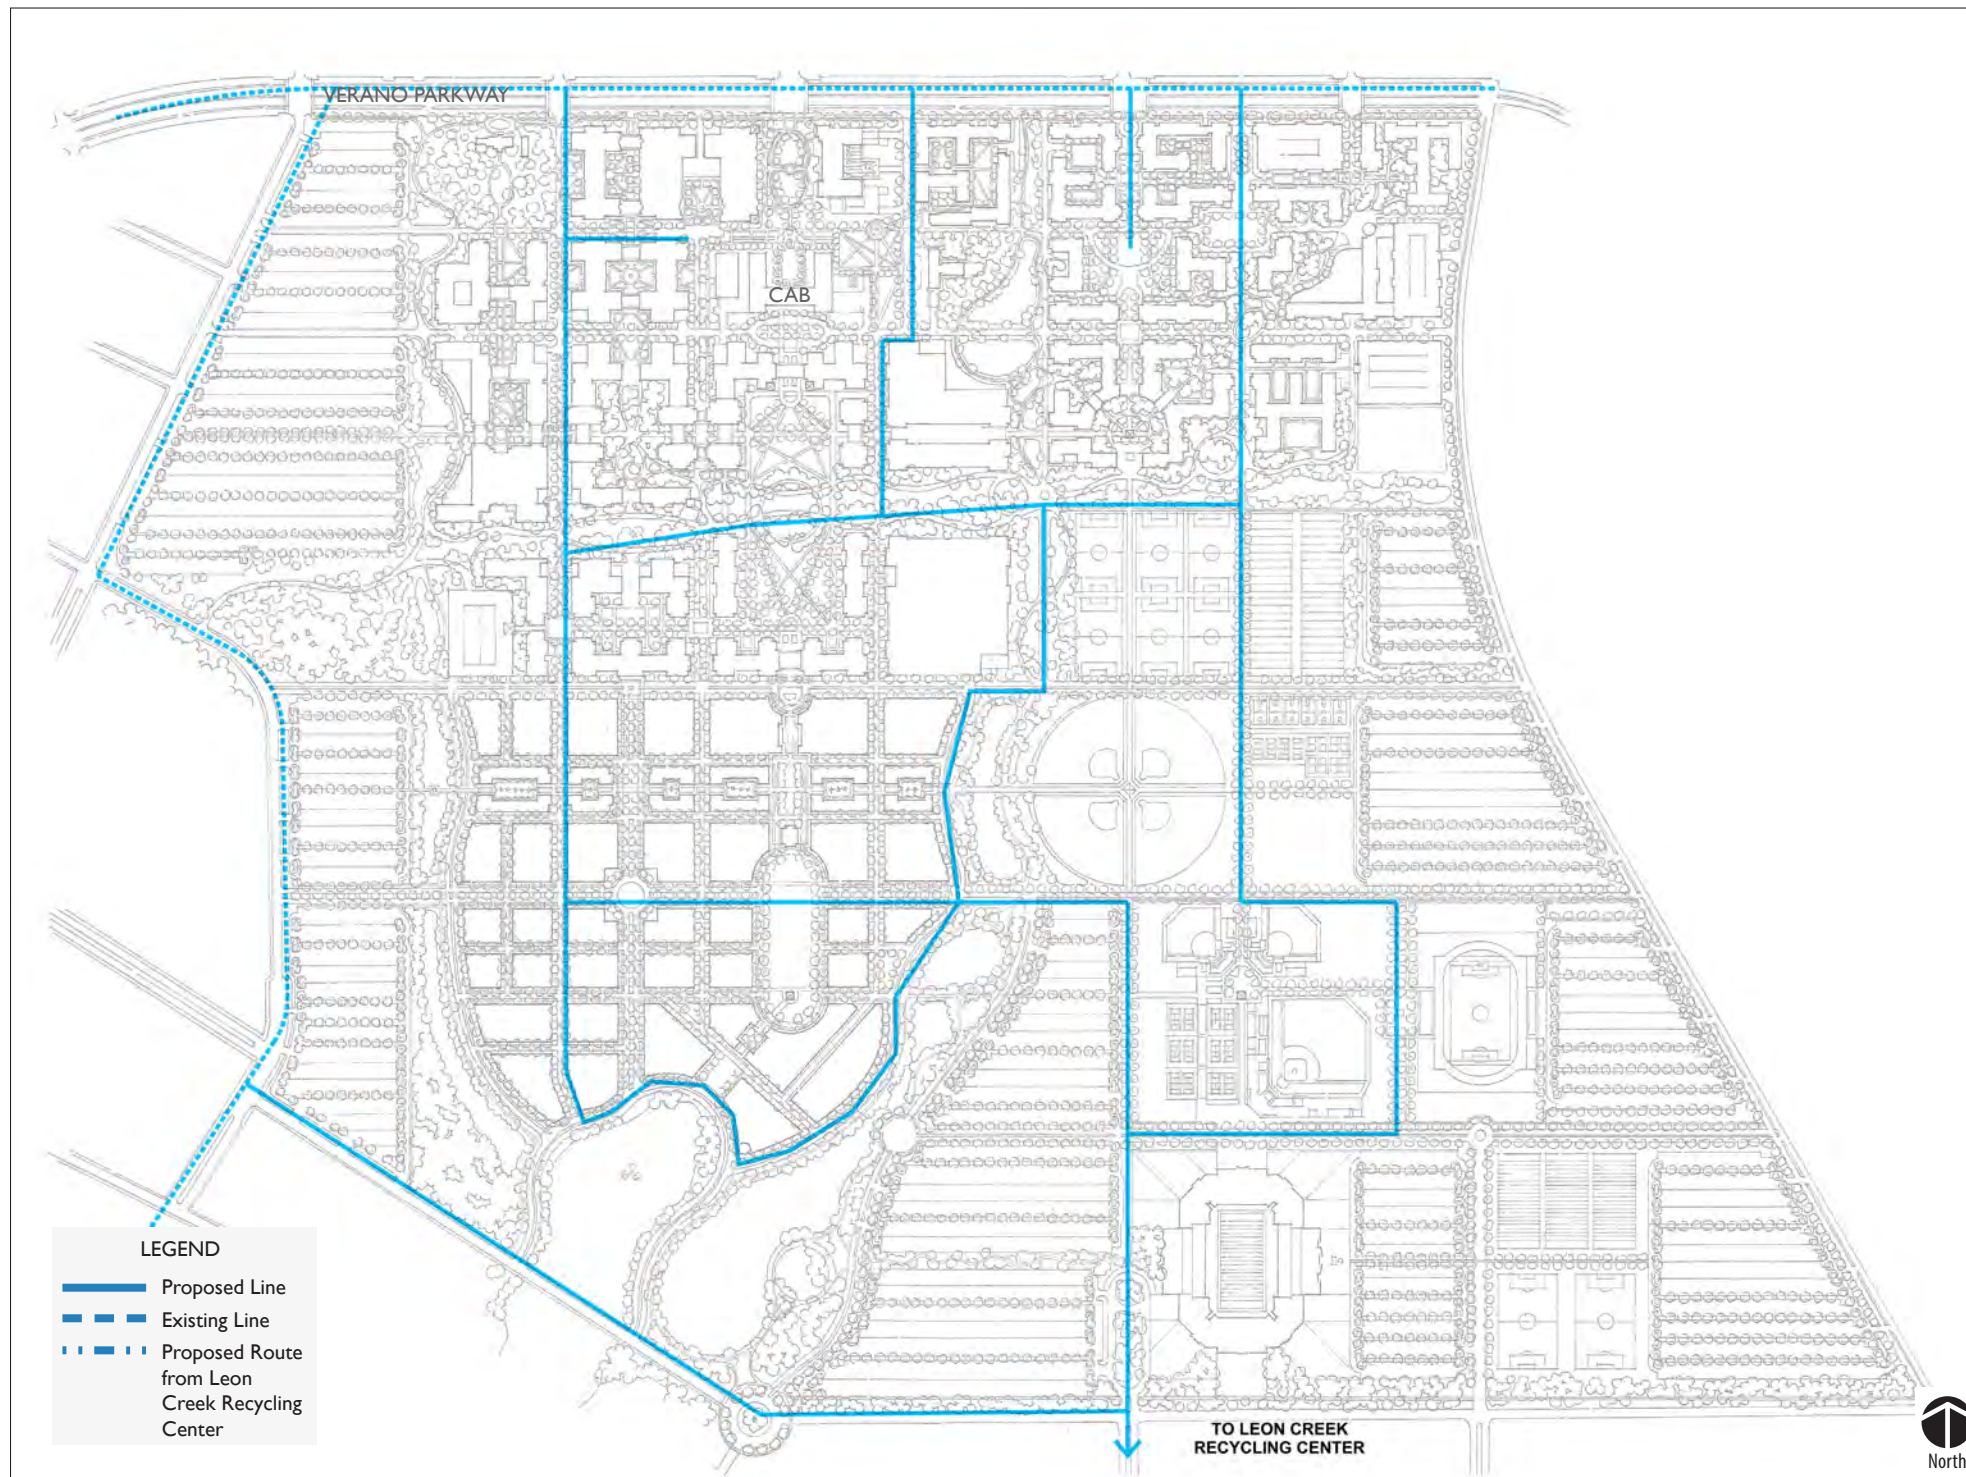 VERANO PARKWAY
CAB
LEGEND
Proposed Line
Existing Line
Proposed Route
from Leon
Creek Recycling
Center
TO LEON CREEK
RECYCLING CENTER
North